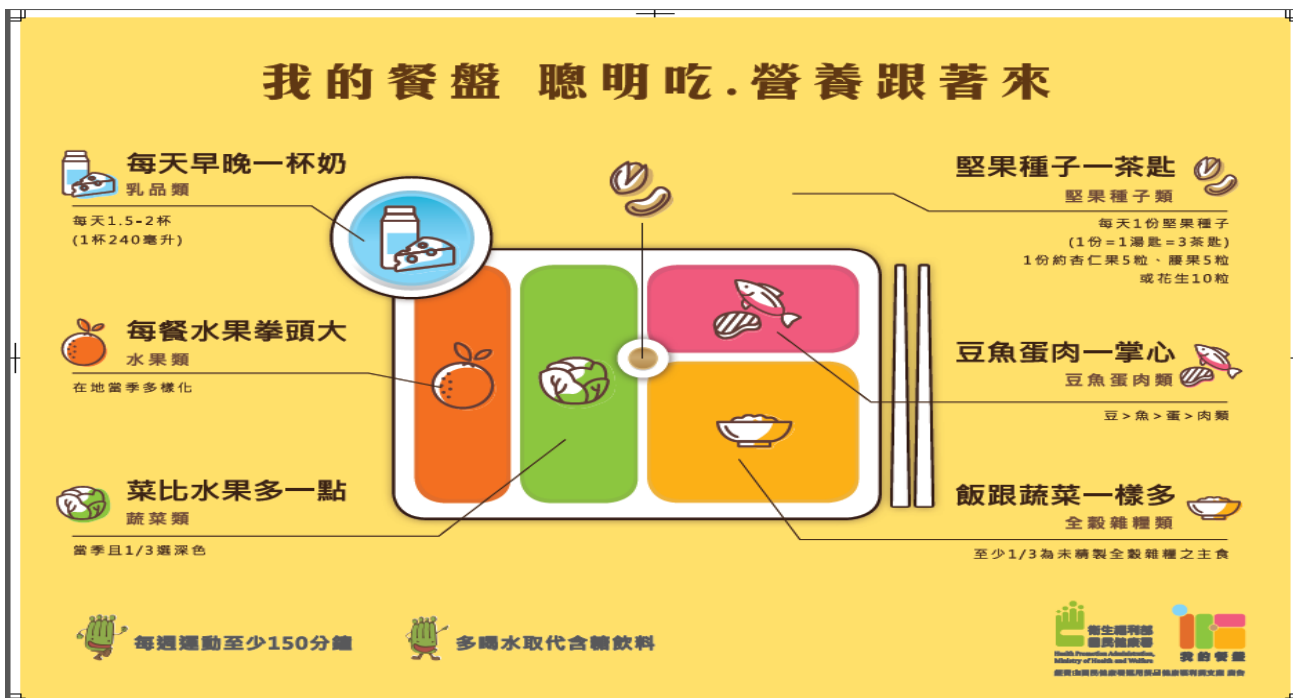 我的餐盤 聰明吃.營養跟著來
每天早晚一杯奶
乳品類
每天1.5-2杯
(1杯240毫升)
每餐水果拳頭大
水果類
在地當季多樣化
菜比水果多一點
蔬菜類
當季且1/3選深色
堅果種子一茶匙
堅果種子類
每天1份堅果種子
(1份=1湯匙=3茶匙)
1份約杏仁果5粒、腰果5粒
或花生10粒
豆魚蛋肉一掌心
豆魚蛋肉類
豆>魚>蛋>肉類
飯跟蔬菜一樣多
全穀雜糧類
至少1/3為未精製全穀雜糧之主食
每週運動至少150分鐘
多喝水取代含糖飲料
衛生福利部
國民健康署
Health Promotion Administration,
Ministry of Health and Welfare
我的餐盤